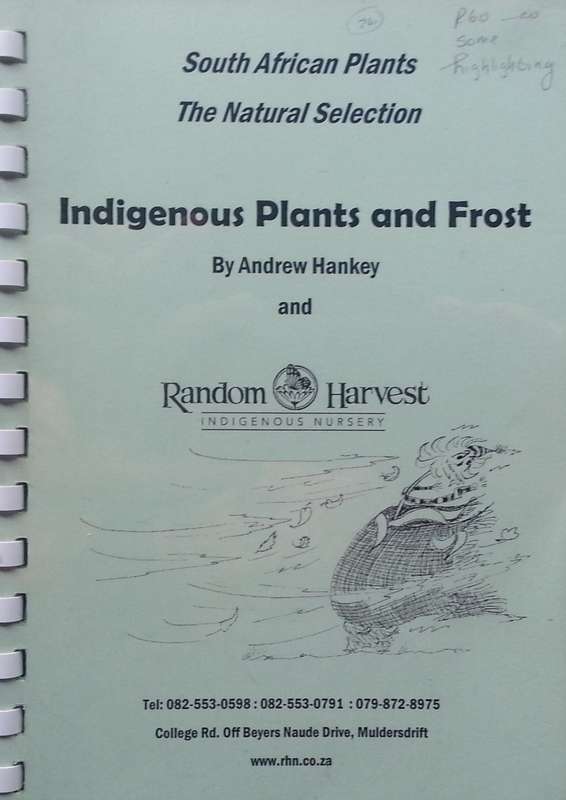 R60 —00
some
highlighting
South African Plants
The Natural Selection
Indigenous Plants and Frost
By Andrew Hankey
and
Random Harvest
INDIGENOUS NURSERY
Tel: 082-553-0598 : 082-553-0791 : 079-872-8975
College Rd. Off Beyers Naude Drive, Muldersdrift
www.rhn.co.za